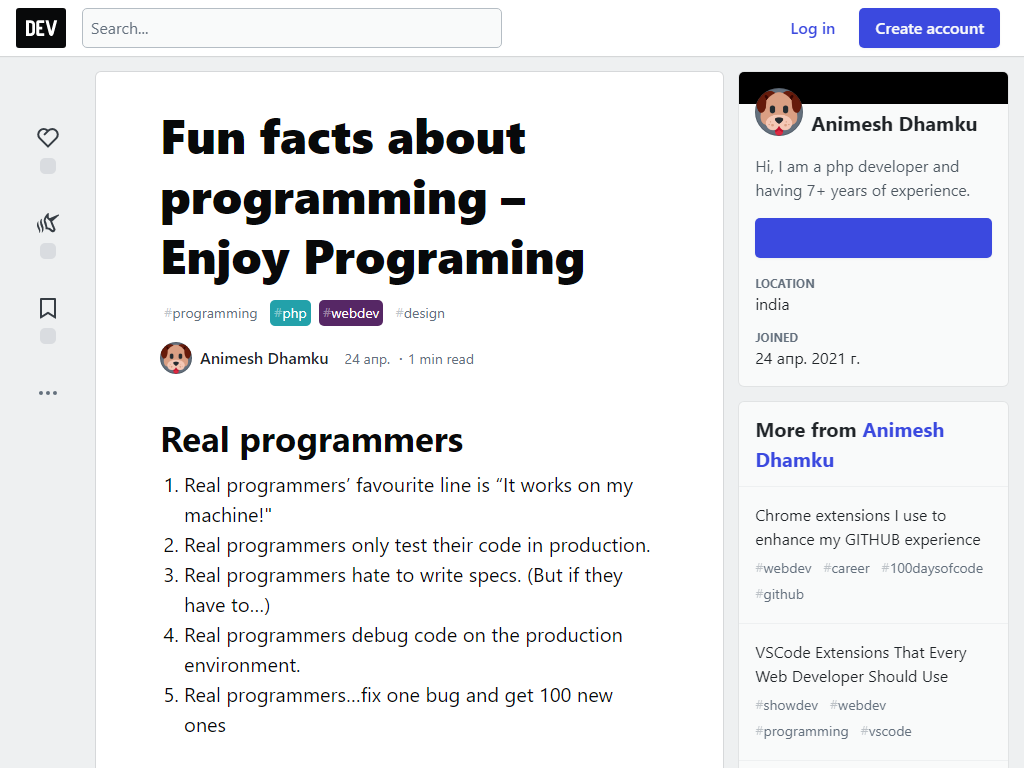 DEV
Search...
Log in
Create account
Fun facts about
programming –
Enjoy Programing
#programming #php #webdev #design
Animesh Dhamku 24 апр. · 1 min read
Real programmers
1. Real programmers’ favourite line is “It works on my
machine!"
2. Real programmers only test their code in production.
3. Real programmers hate to write specs. (But if they
have to…)
4. Real programmers debug code on the production
environment.
5. Real programmers…fix one bug and get 100 new
ones
Animesh Dhamku
Hi, I am a php developer and
having 7+ years of experience.
LOCATION
india
JOINED
24 апр. 2021 г.
More from Animesh
Dhamku
Chrome extensions I use to
enhance my GITHUB experience
#webdev #career #100daysofcode
#github
VSCode Extensions That Every
Web Developer Should Use
#showdev #webdev
#programming #vscode